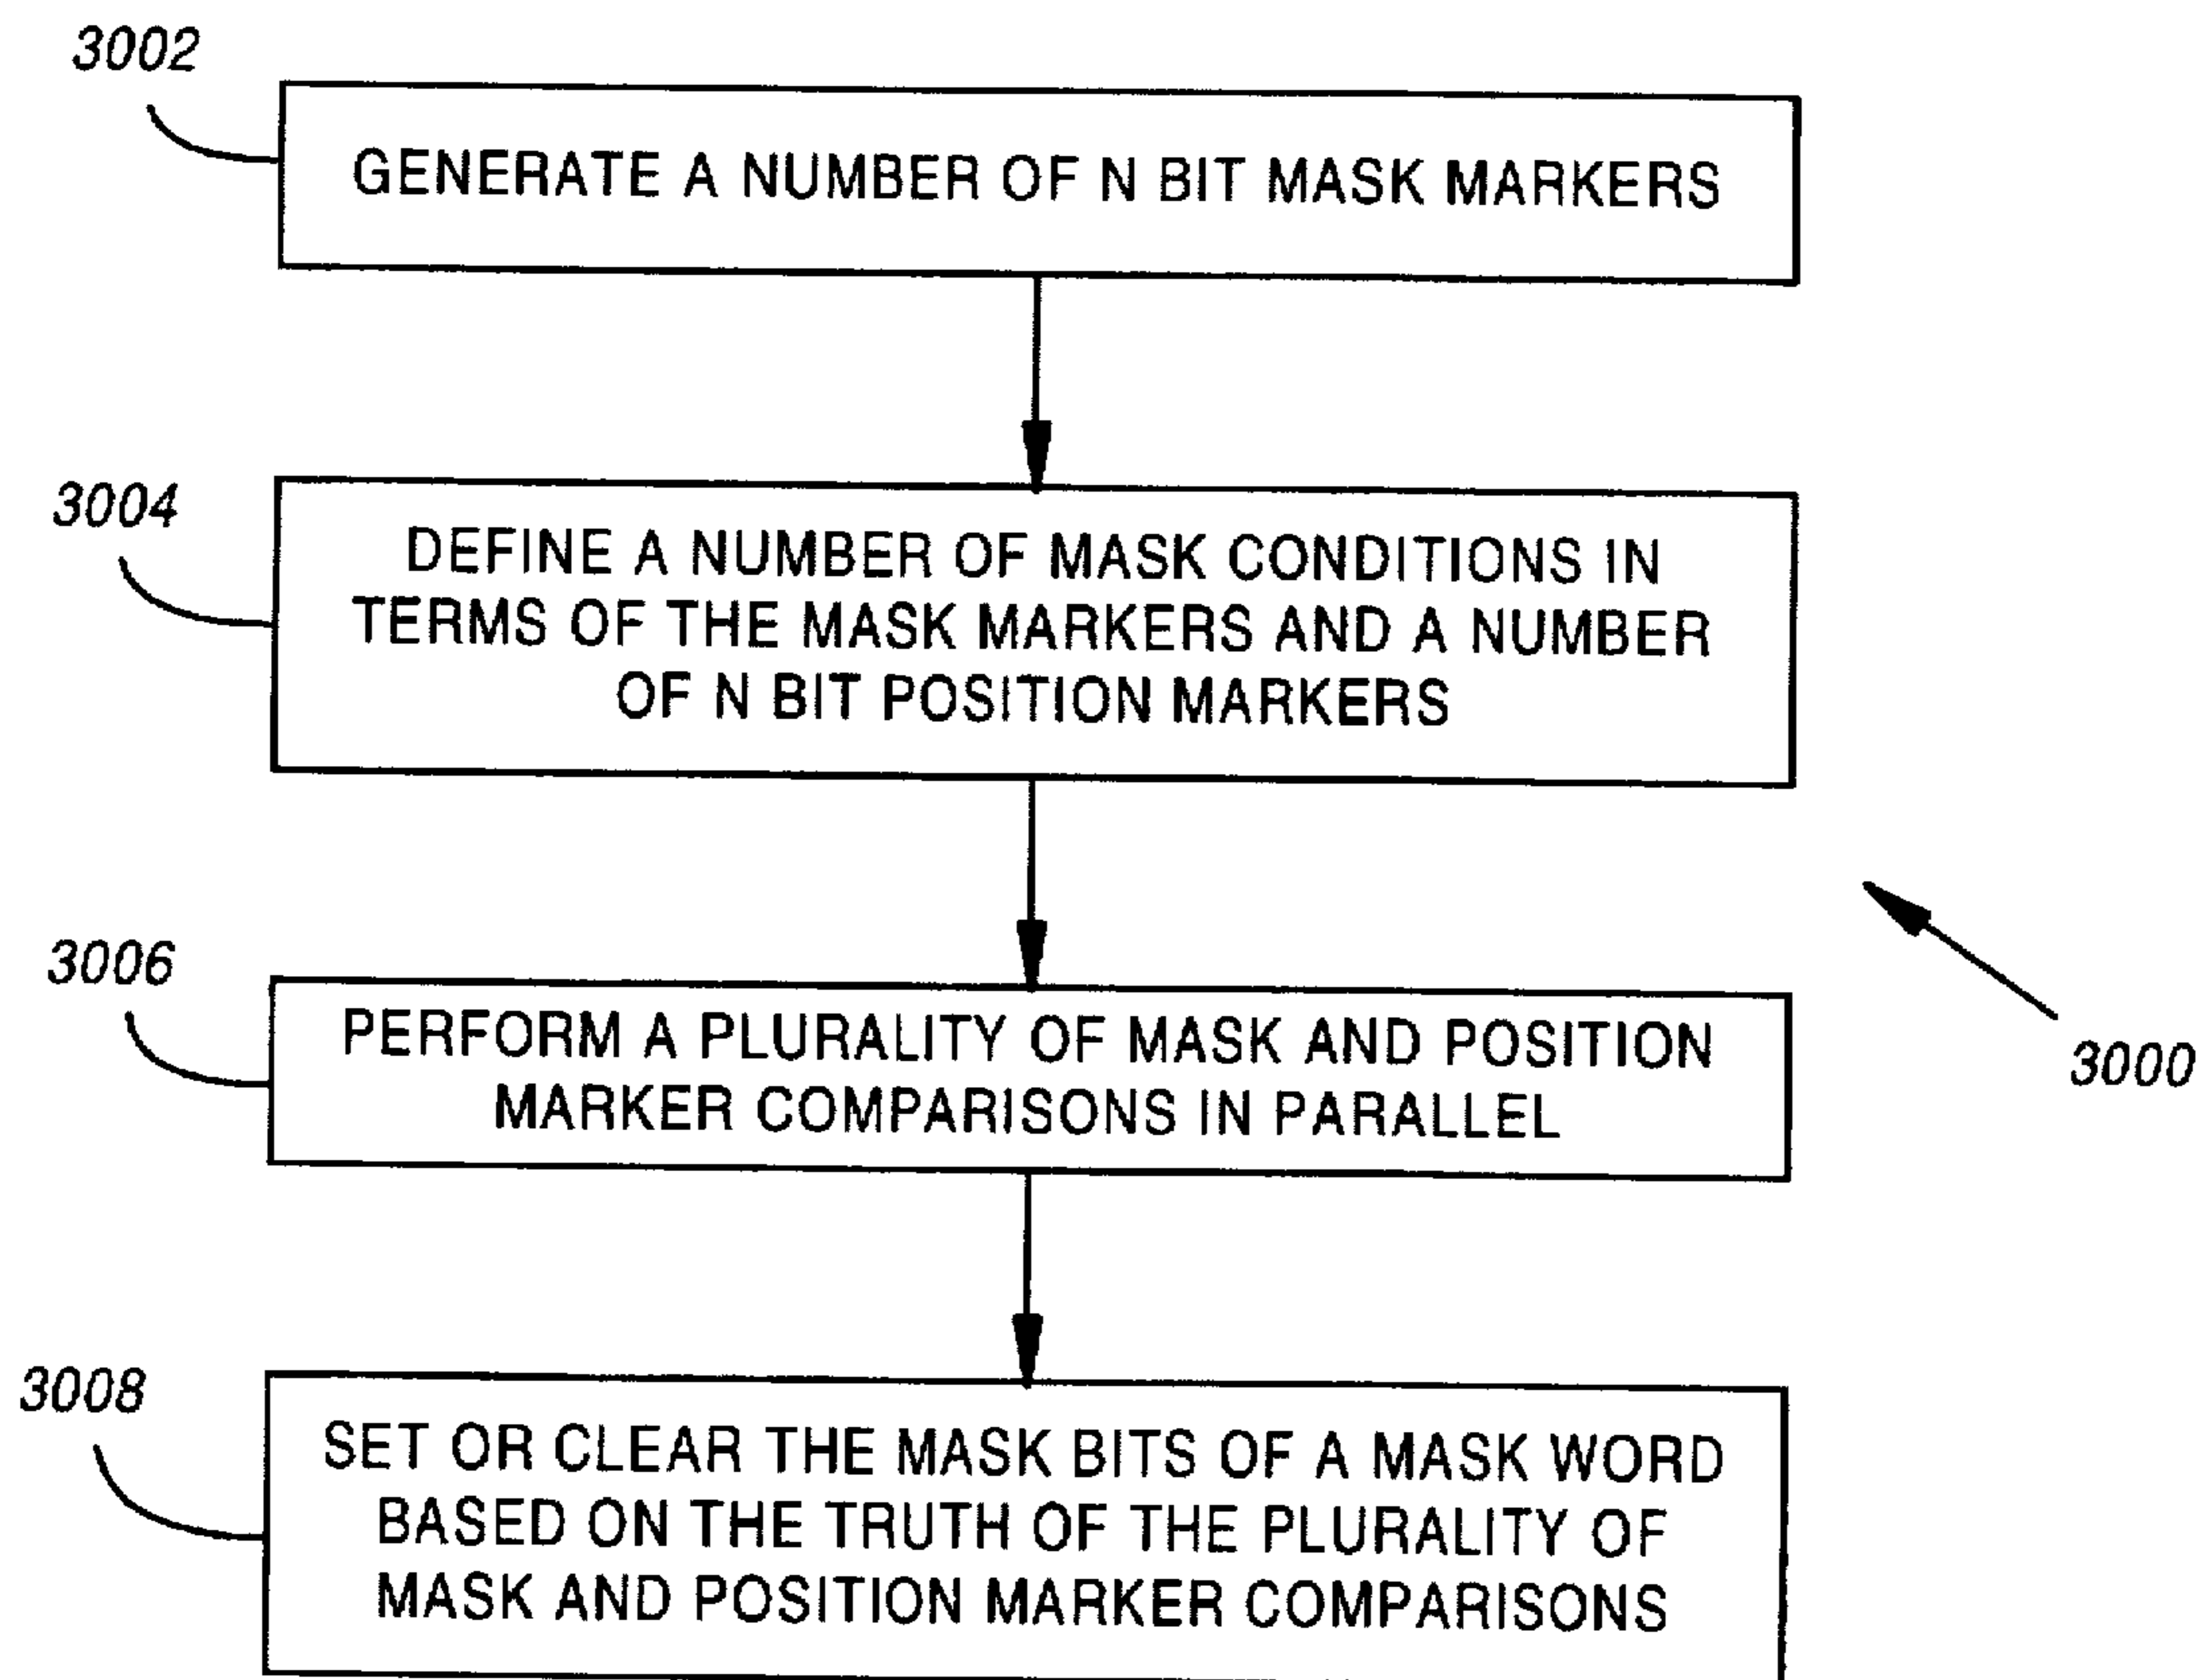 3002
GENERATE A NUMBER OF N BIT MASK MARKERS
3004
DEFINE A NUMBER OF MASK CONDITIONS IN
TERMS OF THE MASK MARKERS AND A NUMBER
OF N BIT POSITION MARKERS
3006
PERFORM A PLURALITY OF MASK AND POSITION
MARKER COMPARISONS IN PARALLEL
3000
3008
SET OR CLEAR THE MASK BITS OF A MASK WORD
BASED ON THE TRUTH OF THE PLURALITY OF
MASK AND POSITION MARKER COMPARISONS